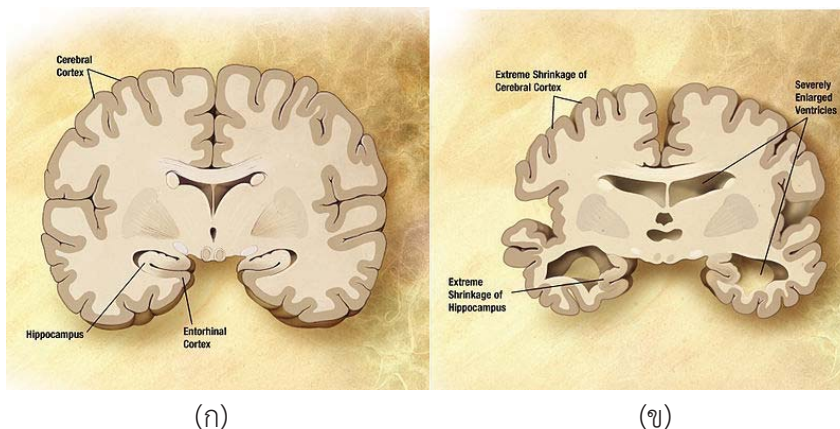 Cerebral
Cortex
Hippocampus
Entorhinal
Cortex
(ก)
Extreme Shrinkage of
Cerebral Cortex
Severely
Enlarged
Ventricles
Extreme
Shrinkage of
Hippocampus
(ข)